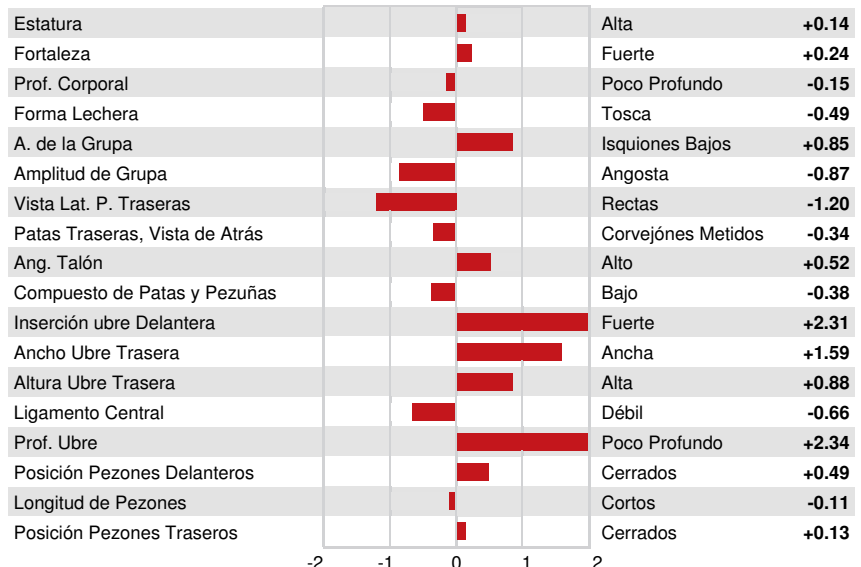 Estatura Alta +0.14
Fortaleza Fuerte +0.24
Prof. Corporal Poco Profundo -0.15
Forma Lechera Tosca -0.49
A. de la Grupa Isquiones Bajos +0.85
Amplitud de Grupa Angosta -0.87
Vista Lat. P. Traseras Rectas -1.20
Patas Traseras, Vista de Atrás Corvejónes Metidos -0.34
Ang. Talón Alto +0.52
Compuesto de Patas y Pezuñas Bajo -0.38
Inserción ubre Delantera Fuerte +2.31
Ancho Ubre Trasera Ancha +1.59
Altura Ubre Trasera Alta +0.88
Ligamento Central Débil -0.66
Prof. Ubre Poco Profundo +2.34
Posición Pezones Delanteros Cerrados +0.49
Longitud de Pezones Cortos -0.11
Posición Pezones Traseros Cerrados +0.13
-2 -1 0 1 2